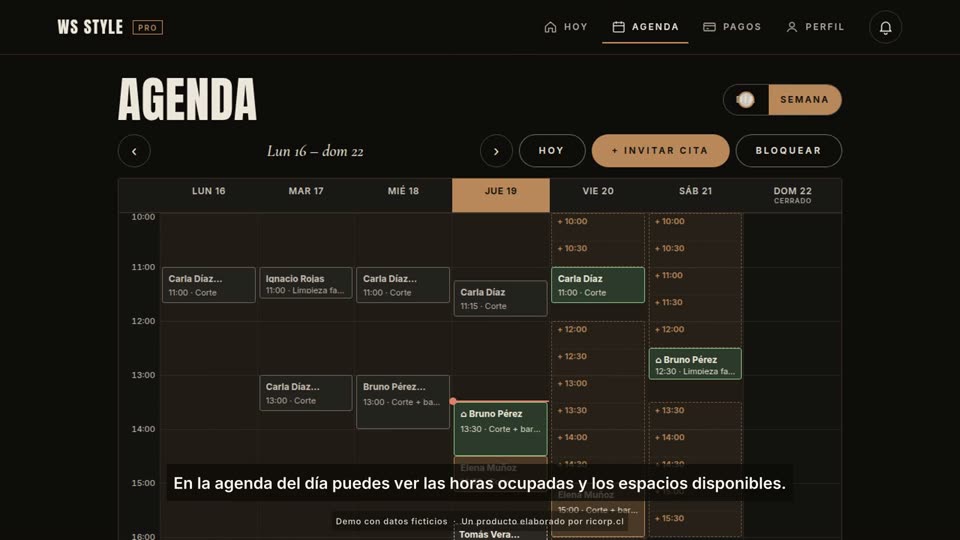 WS STYLE PRO
HOY AGENDA PAGOS PERFIL
AGENDA
SEMANA
‹ Lun 16 – dom 22 › HOY + INVITAR CITA BLOQUEAR
LUN 16 MAR 17 MIÉ 18 JUE 19 VIE 20 SÁB 21 DOM 22
CERRADO
10:00 + 10:00 + 10:00
+ 10:30 + 10:30
11:00
Carla Díaz...
11:00 · Corte
Ignacio Rojas
11:00 · Limpieza fa...
Carla Díaz...
11:00 · Corte
Carla Díaz
11:15 · Corte
Carla Díaz
11:00 · Corte
+ 11:00
+ 11:30
12:00 + 12:00 + 12:00
+ 12:30
⌂ Bruno Pérez
12:30 · Limpieza fa...
13:00
Carla Díaz...
13:00 · Corte
Bruno Pérez...
13:00 · Corte + ba...
+ 13:00
⌂ Bruno Pérez
13:30 · Corte + bar...
+ 13:30 + 13:30
14:00 + 14:00 + 14:00
Elena Muñoz
+ 14:30
En la agenda del día puedes ver las horas ocupadas y los espacios disponibles.
15:00
Elena Muñoz
15:00 · Corte + bar...
+ 15:30
Demo con datos ficticios · Un producto elaborado por ricorp.cl
Tomás Vera...
16:00